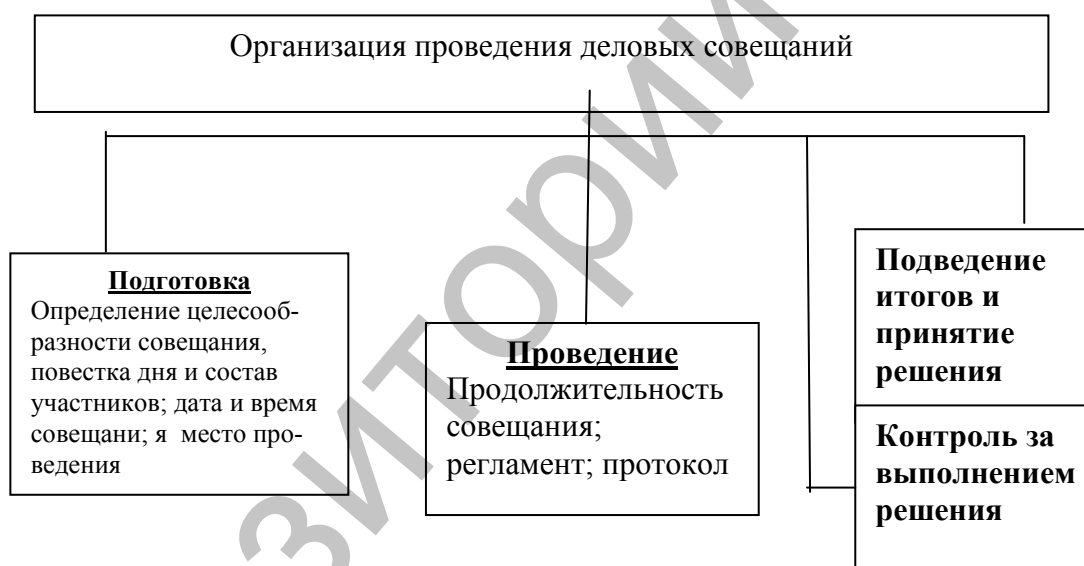 Организация проведения деловых совещаний
Подготовка
Определение целесооб-
разности совещания,
повестка дня и состав
участников; дата и время
совещани; я место про-
ведения
Проведение
Продолжительность
совещания;
регламент; протокол
Подведение
итогов и
принятие
решения
Контроль за
выполнением
решения
зитории